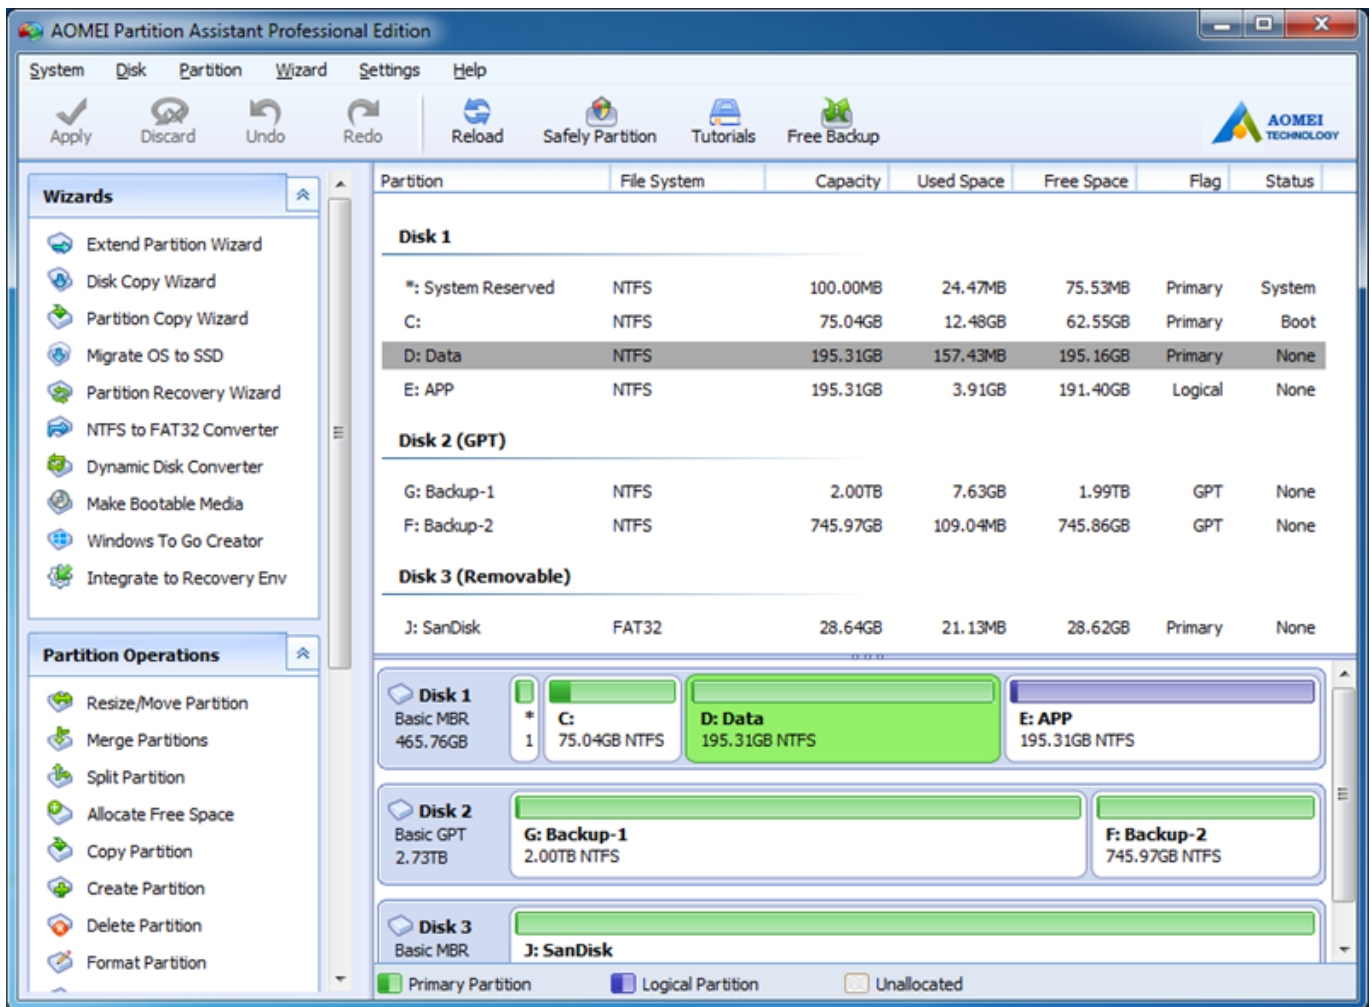 AOMEI Partition Assistant Professional Edition
System Disk Partition Wizard Settings Help
Apply Discard Undo Redo Reload Safely Partition Tutorials Free Backup
AOMEI
TECHNOLOGY
Wizards
Extend Partition Wizard
Disk Copy Wizard
Partition Copy Wizard
Migrate OS to SSD
Partition Recovery Wizard
NTFS to FAT32 Converter
Dynamic Disk Converter
Make Bootable Media
Windows To Go Creator
Integrate to Recovery Env
Partition Operations
Resize/Move Partition
Merge Partitions
Split Partition
Allocate Free Space
Copy Partition
Create Partition
Delete Partition
Format Partition
Partition File System Capacity Used Space Free Space Flag Status
Disk 1
*: System Reserved NTFS 100.00MB 24.47MB 75.53MB Primary System
C: NTFS 75.04GB 12.48GB 62.55GB Primary Boot
D: Data NTFS 195.31GB 157.43MB 195.16GB Primary None
E: APP NTFS 195.31GB 3.91GB 191.40GB Logical None
Disk 2 (GPT)
G: Backup-1 NTFS 2.00TB 7.63GB 1.99TB GPT None
F: Backup-2 NTFS 745.97GB 109.04MB 745.86GB GPT None
Disk 3 (Removable)
J: SanDisk FAT32 28.64GB 21.13MB 28.62GB Primary None
Disk 1
Basic MBR
465.76GB
*
1
C:
75.04GB NTFS
D: Data
195.31GB NTFS
E: APP
195.31GB NTFS
Disk 2
Basic GPT
2.73TB
G: Backup-1
2.00TB NTFS
F: Backup-2
745.97GB NTFS
Disk 3
Basic MBR
J: SanDisk
Primary Partition Logical Partition Unallocated